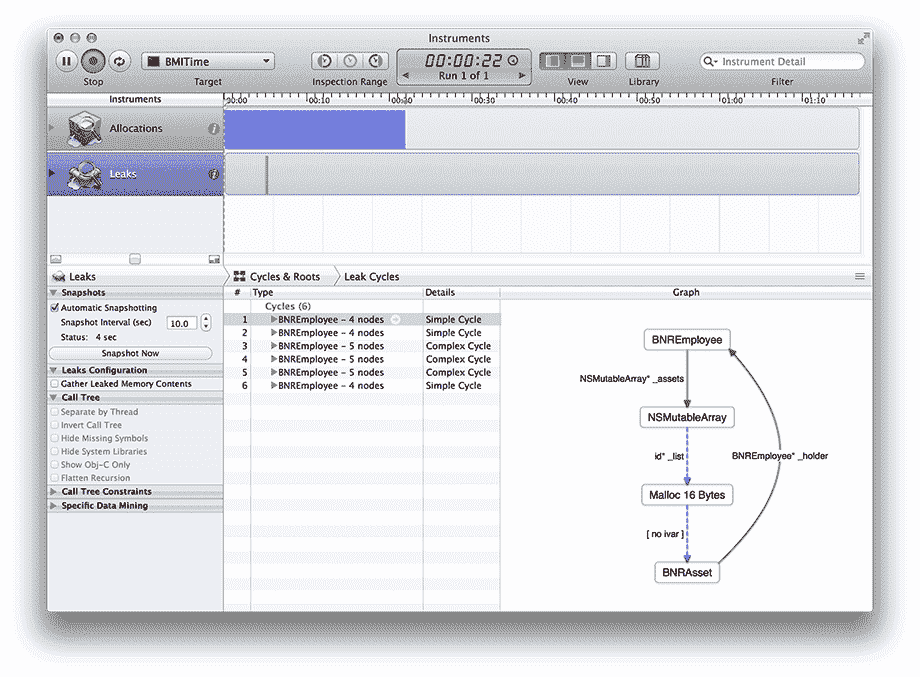 Instruments
BMITime
00:00:22
Run 1 of 1
Instrument Detail
Stop
Target
Inspection Range
View
Library
Filter
Instruments
00:00
00:10
00:30
00:40
00:50
01:00
01:10
Allocations
Leaks
Leaks
Cycles & Roots
Leak Cycles
Snapshots
Automatic Snapshotting
Snapshot Interval (sec) 10.0
Status: 4 sec
Snapshot Now
Leaks Configuration
Gather Leaked Memory Contents
Call Tree
Separate by Thread
Invert Call Tree
Hide Missing Symbols
Hide System Libraries
Show Obj-C Only
Flatten Recursion
Call Tree Constraints
Specific Data Mining
# Type Details
Cycles (6)
1 BNREmployee - 4 nodes Simple Cycle
2 BNREmployee - 4 nodes Simple Cycle
3 BNREmployee - 5 nodes Complex Cycle
4 BNREmployee - 5 nodes Complex Cycle
5 BNREmployee - 5 nodes Complex Cycle
6 BNREmployee - 4 nodes Simple Cycle
Graph
BNREmployee
NSMutableArray* _assets
NSMutableArray
id* _list
BNREmployee* _holder
Malloc 16 Bytes
[ no ivar ]
BNRAsset